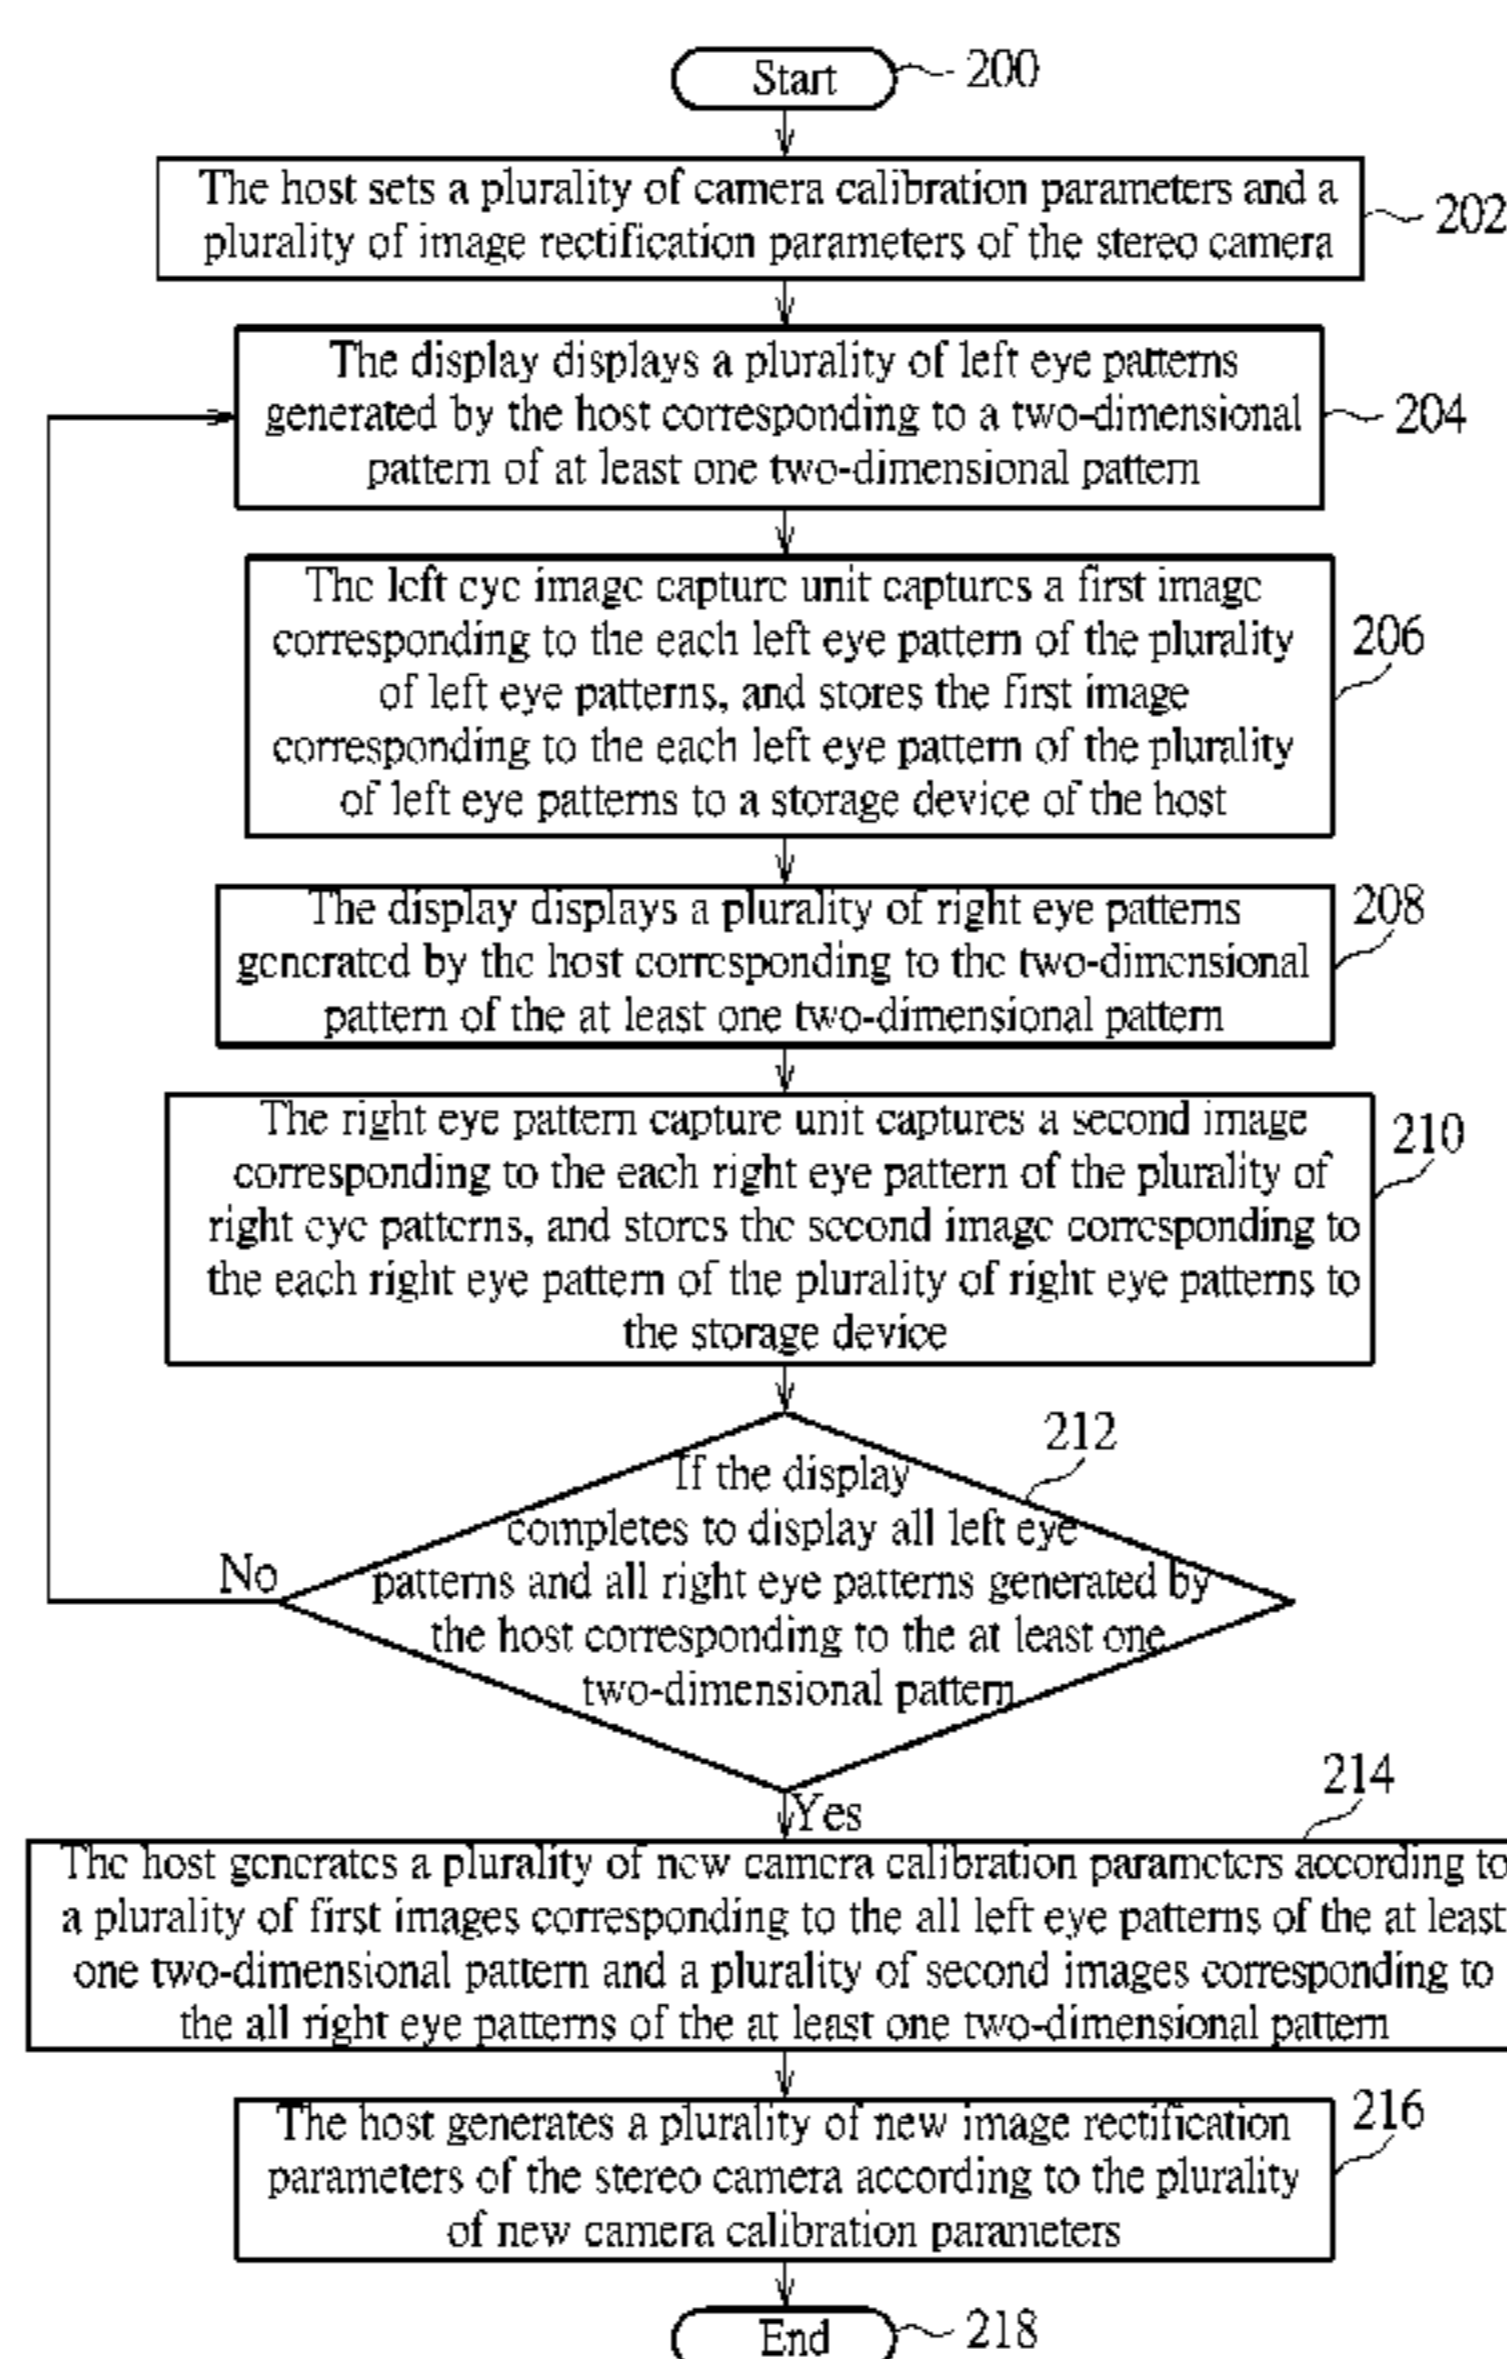 Start
200
The host sets a plurality of camera calibration parameters and a
plurality of image rectification parameters of the stereo camera
202
The display displays a plurality of left eye patterns
generated by the host corresponding to a two-dimensional
pattern of at least one two-dimensional pattern
204
The left eye image capture unit captures a first image
corresponding to the each left eye pattern of the plurality
of left eye patterns, and stores the first image
corresponding to the each left eye pattern of the plurality
of left eye patterns to a storage device of the host
206
The display displays a plurality of right eye patterns
generated by the host corresponding to the two-dimensional
pattern of the at least one two-dimensional pattern
208
The right eye pattern capture unit captures a second image
corresponding to the each right eye pattern of the plurality of
right eye patterns, and stores the second image corresponding to
the each right eye pattern of the plurality of right eye patterns to
the storage device
210
If the display
completes to display all left eye
patterns and all right eye patterns generated by
the host corresponding to the at least one
two-dimensional pattern
212
No
Yes
The host generates a plurality of new camera calibration parameters according to
a plurality of first images corresponding to the all left eye patterns of the at least
one two-dimensional pattern and a plurality of second images corresponding to
the all right eye patterns of the at least one two-dimensional pattern
214
The host generates a plurality of new image rectification
parameters of the stereo camera according to the plurality
of new camera calibration parameters
216
End
218